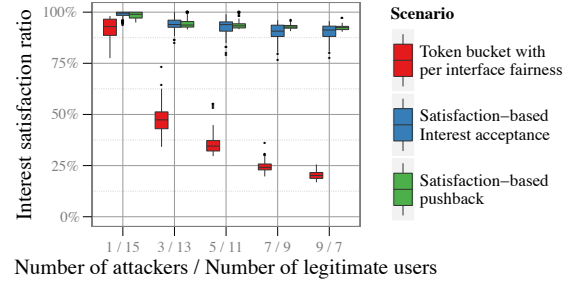 Interest satisfaction ratio
100%
75%
50%
25%
0%
1 / 15
3 / 13
5 / 11
7 / 9
9 / 7
Number of attackers / Number of legitimate users
Scenario
Token bucket with
per interface fairness
Satisfaction–based
Interest acceptance
Satisfaction–based
pushback